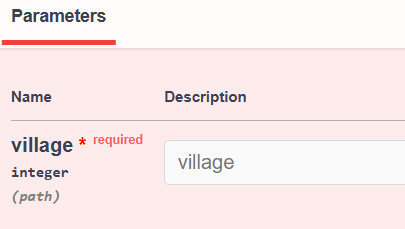 Parameters
Name Description
village * required
integer
(path)
village